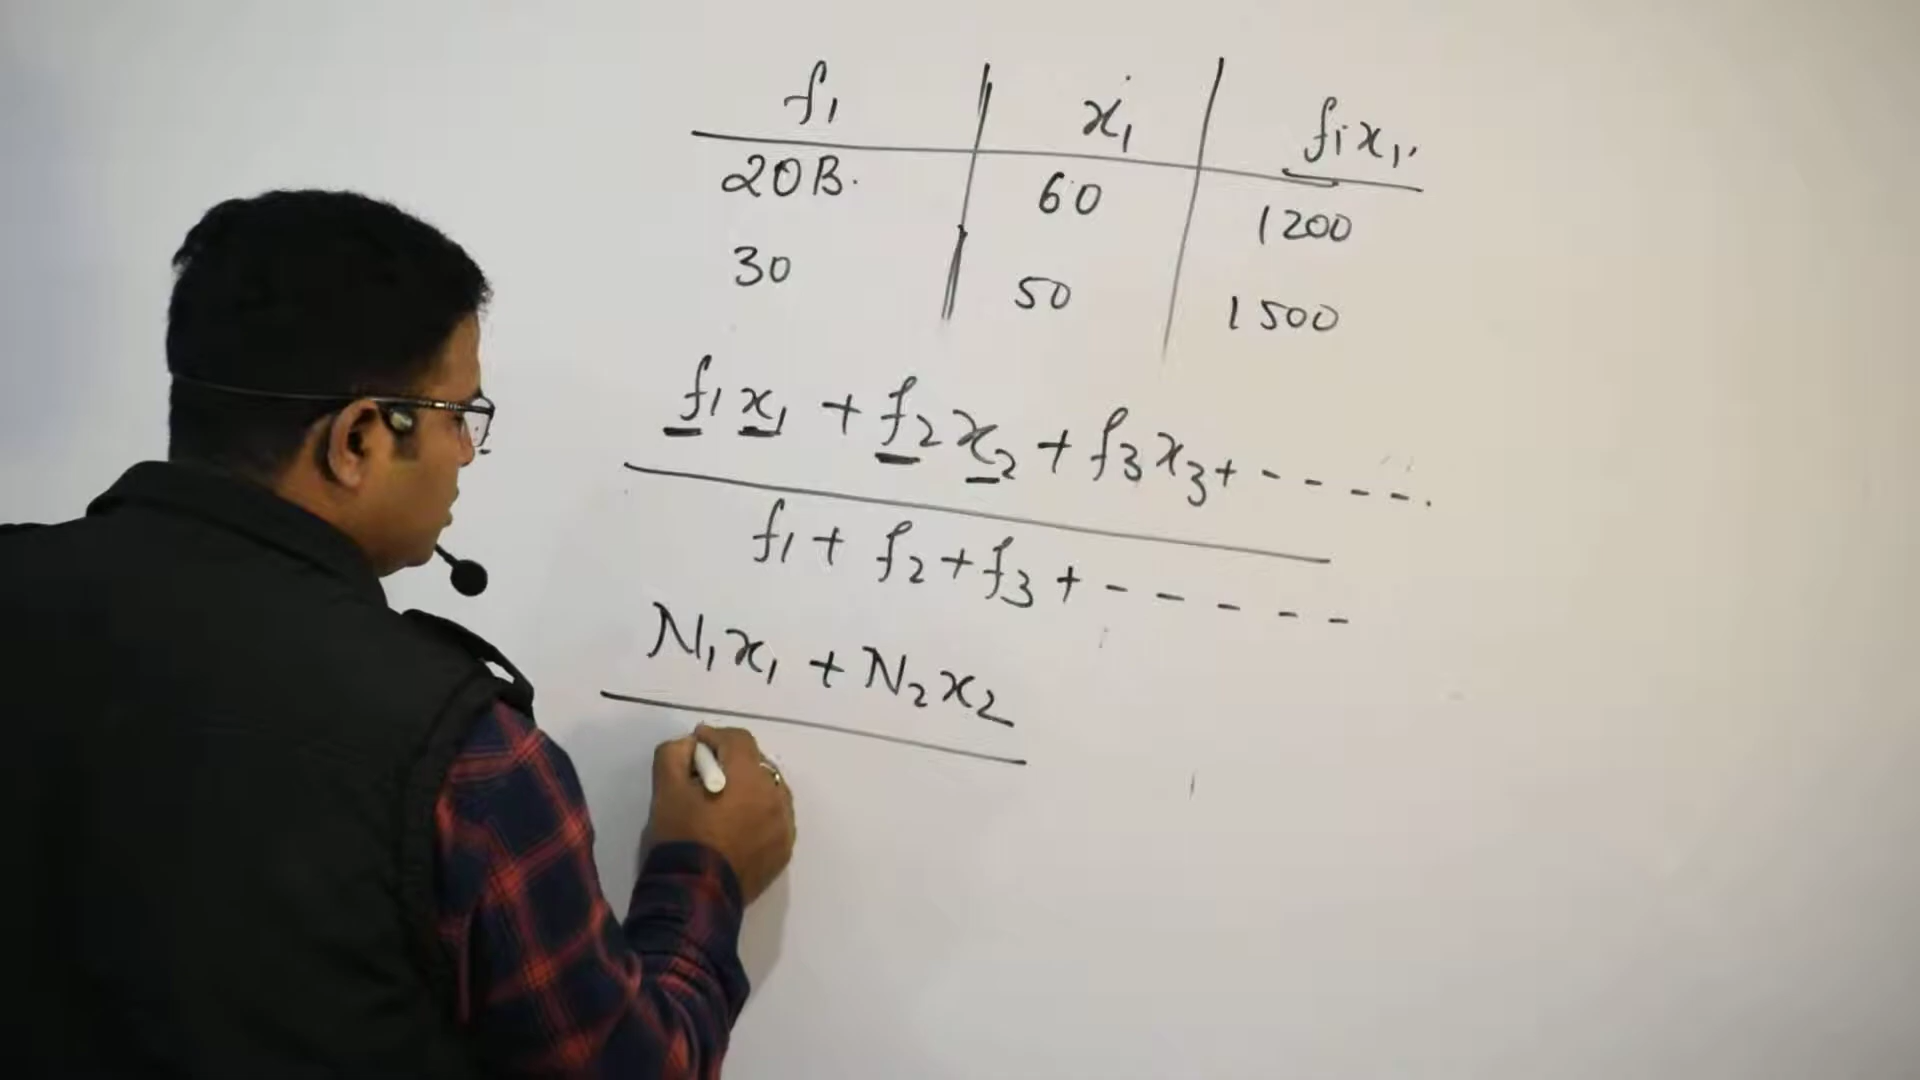 f₁ x₁ f₁x₁.
20B. 60 1200
30 50 1500
f₁x₁ + f₂x₂ + f₃x₃ + - - - -.
f₁ + f₂ + f₃ + - - - - -
N₁x₁ + N₂x₂